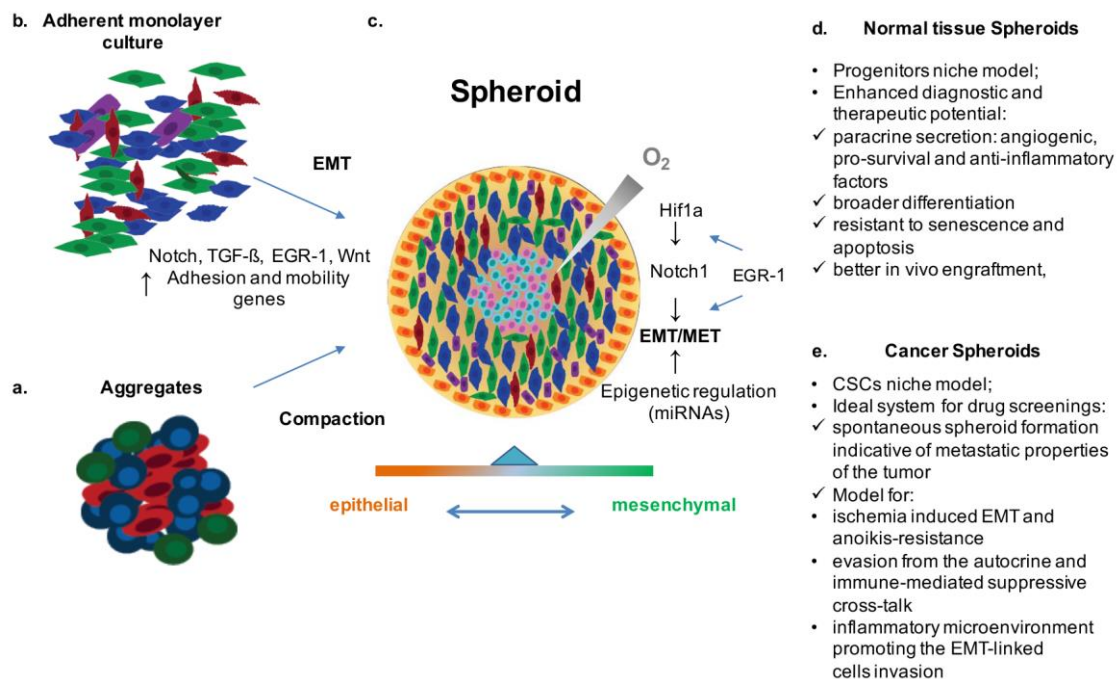 b. Adherent monolayer
culture
EMT
Notch, TGF-ß, EGR-1, Wnt
↑ Adhesion and mobility
genes
a. Aggregates
Compaction
c.
Spheroid
O2
Hif1a
↓
Notch1
EGR-1
↓
EMT/MET
↑
Epigenetic regulation
(miRNAs)
epithelial
mesenchymal
d. Normal tissue Spheroids
• Progenitors niche model;
• Enhanced diagnostic and
therapeutic potential:
✓ paracrine secretion: angiogenic,
pro-survival and anti-inflammatory
factors
✓ broader differentiation
✓ resistant to senescence and
apoptosis
✓ better in vivo engraftment,
e. Cancer Spheroids
• CSCs niche model;
• Ideal system for drug screenings:
✓ spontaneous spheroid formation
indicative of metastatic properties
of the tumor
✓ Model for:
• ischemia induced EMT and
anoikis-resistance
• evasion from the autocrine and
immune-mediated suppressive
cross-talk
• inflammatory microenvironment
promoting the EMT-linked
cells invasion